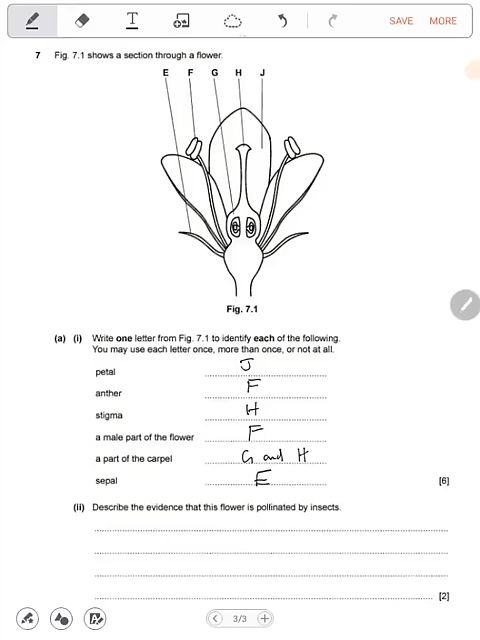 SAVE MORE
7 Fig. 7.1 shows a section through a flower.
E F G H J
Fig. 7.1
(a) (i) Write one letter from Fig. 7.1 to identify each of the following.
You may use each letter once, more than once, or not at all.
petal J
anther F
stigma H
a male part of the flower F
a part of the carpel G and H
sepal E
[6]
(ii) Describe the evidence that this flower is pollinated by insects.
[2]
3/3